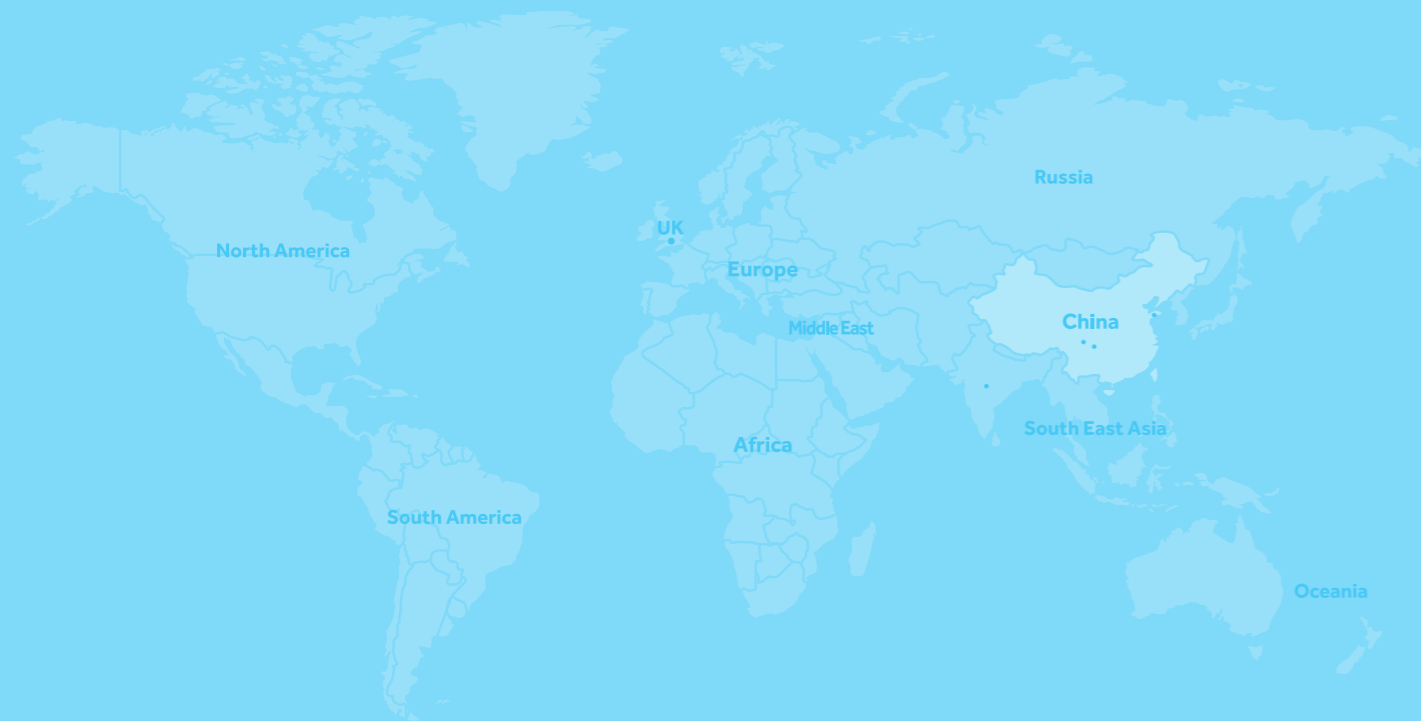 Russia
UK
North America
Europe
China
Middle East
South East Asia
Africa
South America
Oceania